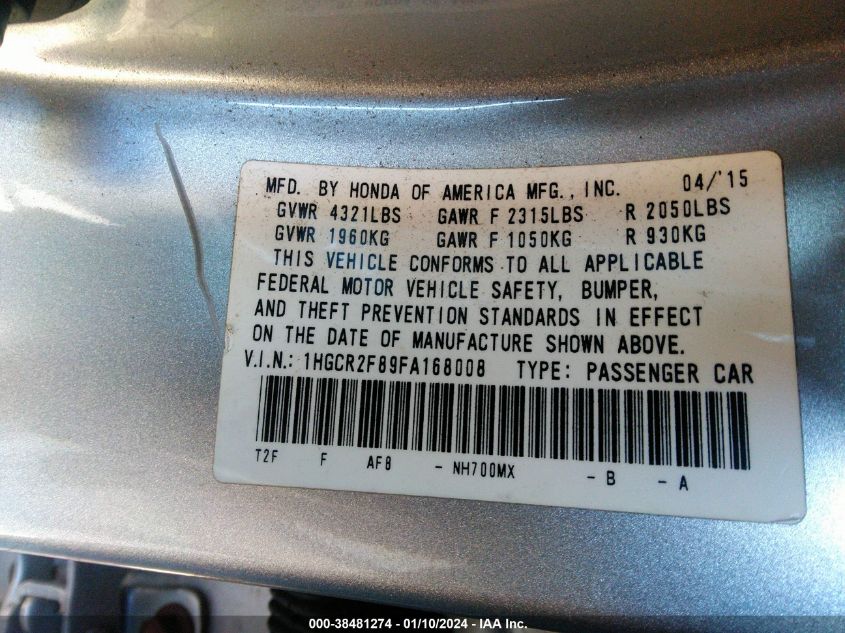 MFD. BY HONDA OF AMERICA MFG., INC. 04/'15
GVWR 4321LBS GAWR F 2315LBS R 2050LBS
GVWR 1960KG GAWR F 1050KG R 930KG
THIS VEHICLE CONFORMS TO ALL APPLICABLE
FEDERAL MOTOR VEHICLE SAFETY, BUMPER,
AND THEFT PREVENTION STANDARDS IN EFFECT
ON THE DATE OF MANUFACTURE SHOWN ABOVE.
V.I.N.: 1HGCR2F89FA168008 TYPE: PASSENGER CAR
T2F F AF8 - NH700MX - B - A
000-38481274 - 01/10/2024 - IAA Inc.